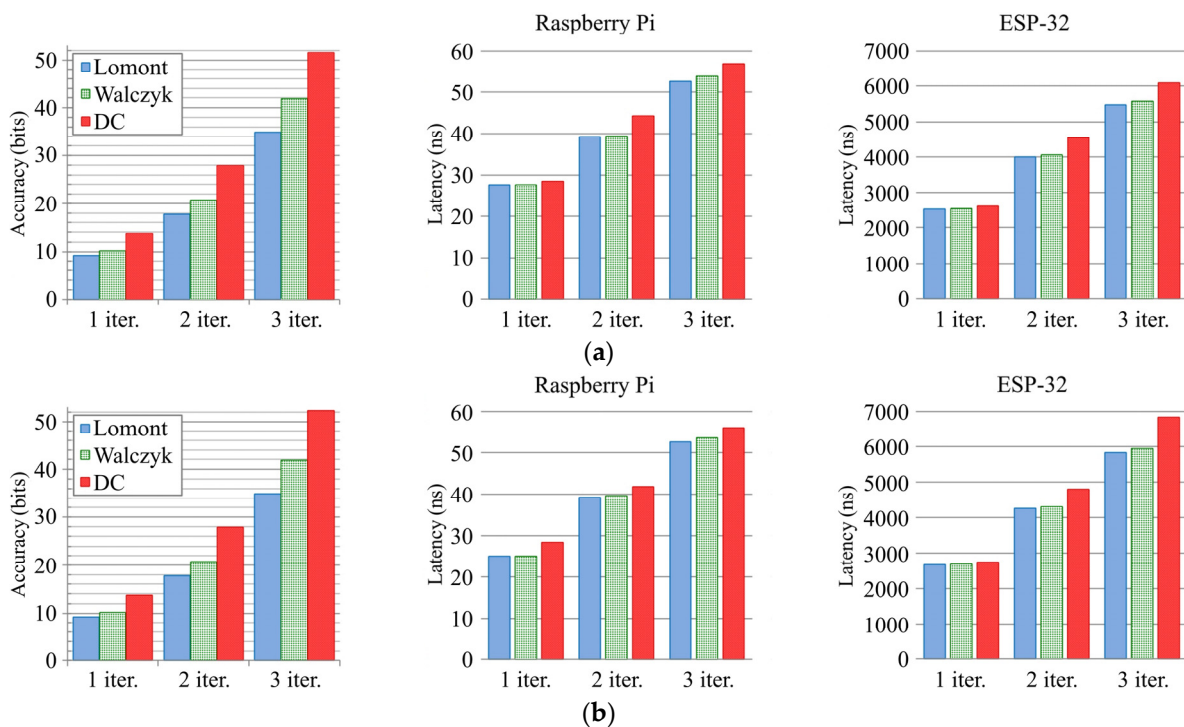 Raspberry Pi
ESP-32
Accuracy (bits)
50
40
30
20
10
0
Lomont
Walczyk
DC
1 iter. 2 iter. 3 iter.
Latency (ns)
60
50
40
30
20
10
0
1 iter. 2 iter. 3 iter.
Latency (ns)
7000
6000
5000
4000
3000
2000
1000
0
1 iter. 2 iter. 3 iter.
(a)
Raspberry Pi
ESP-32
Accuracy (bits)
50
40
30
20
10
0
Lomont
Walczyk
DC
1 iter. 2 iter. 3 iter.
Latency (ns)
60
50
40
30
20
10
0
1 iter. 2 iter. 3 iter.
Latency (ns)
7000
6000
5000
4000
3000
2000
1000
0
1 iter. 2 iter. 3 iter.
(b)